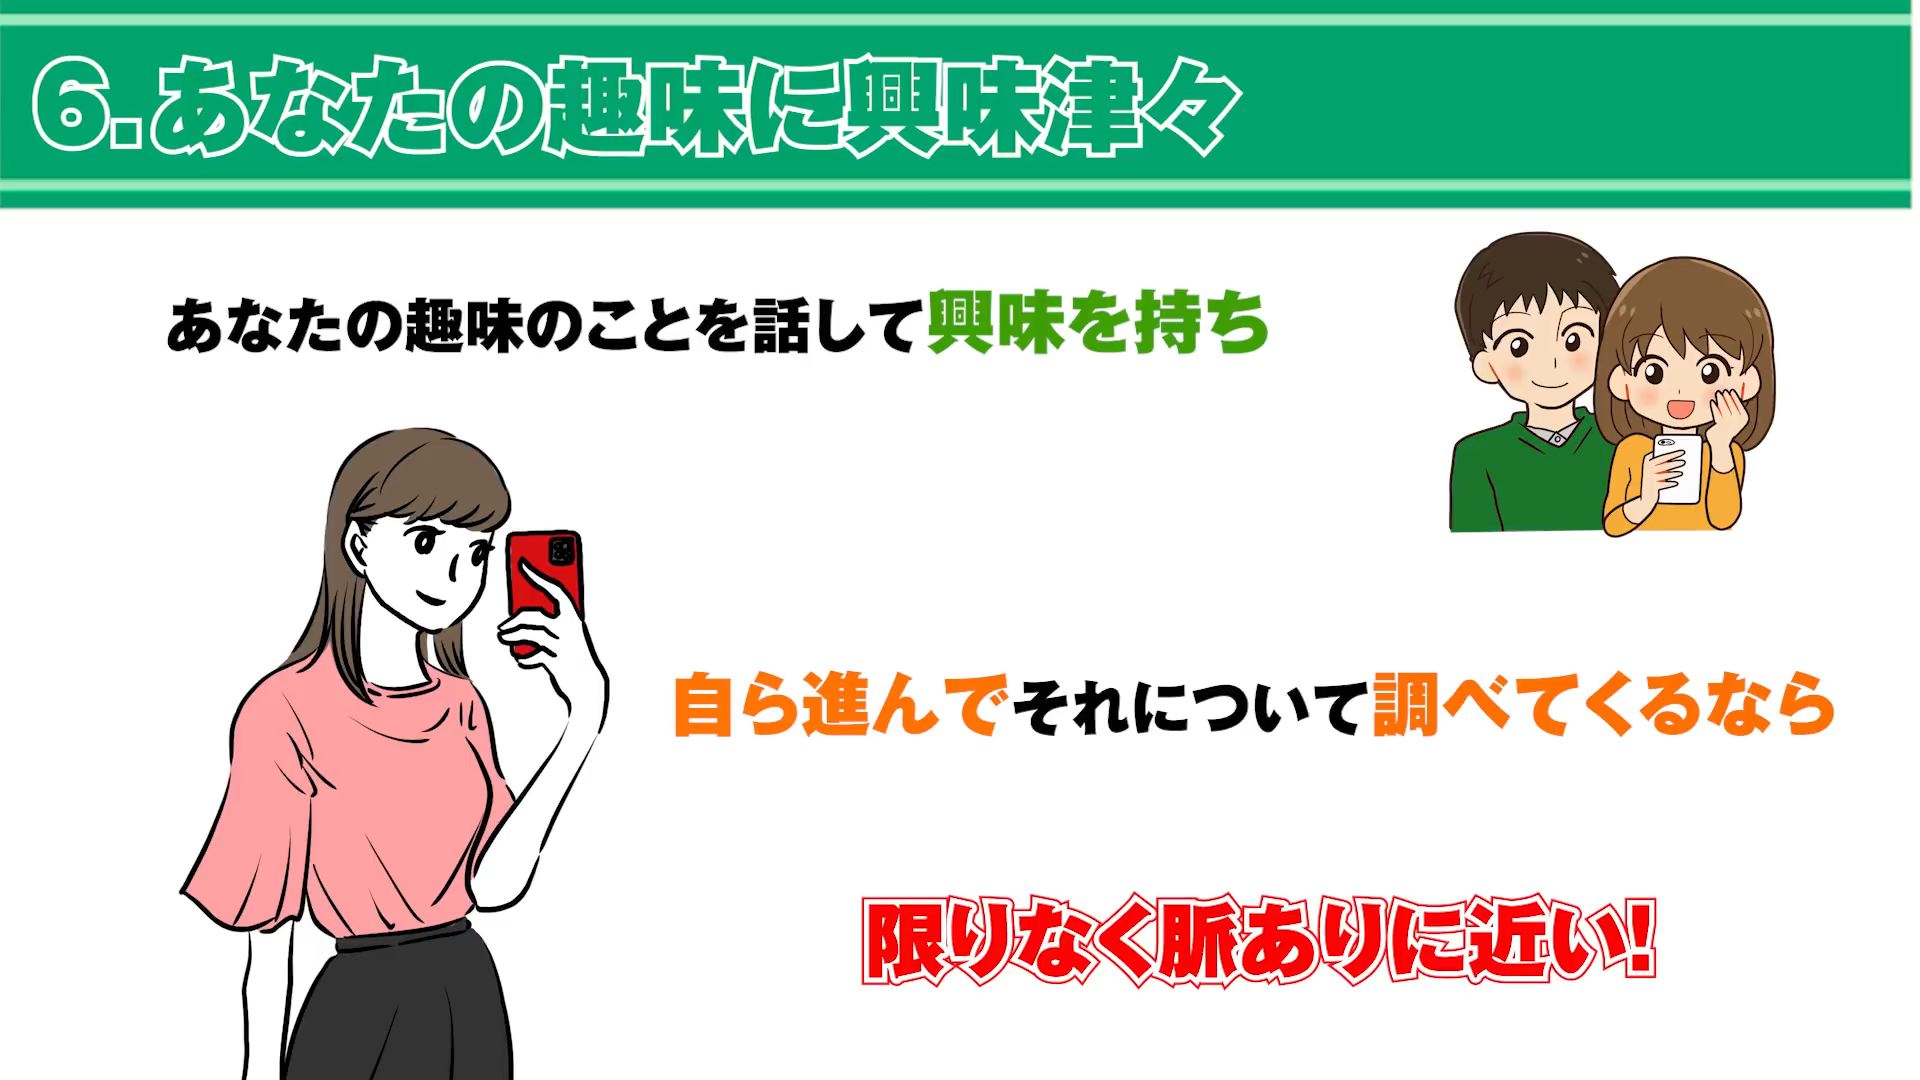 6.あなたの趣味に興味津々
あなたの趣味のことを話して興味を持ち
自ら進んでそれについて調べてくるなら
限りなく脈ありに近い!